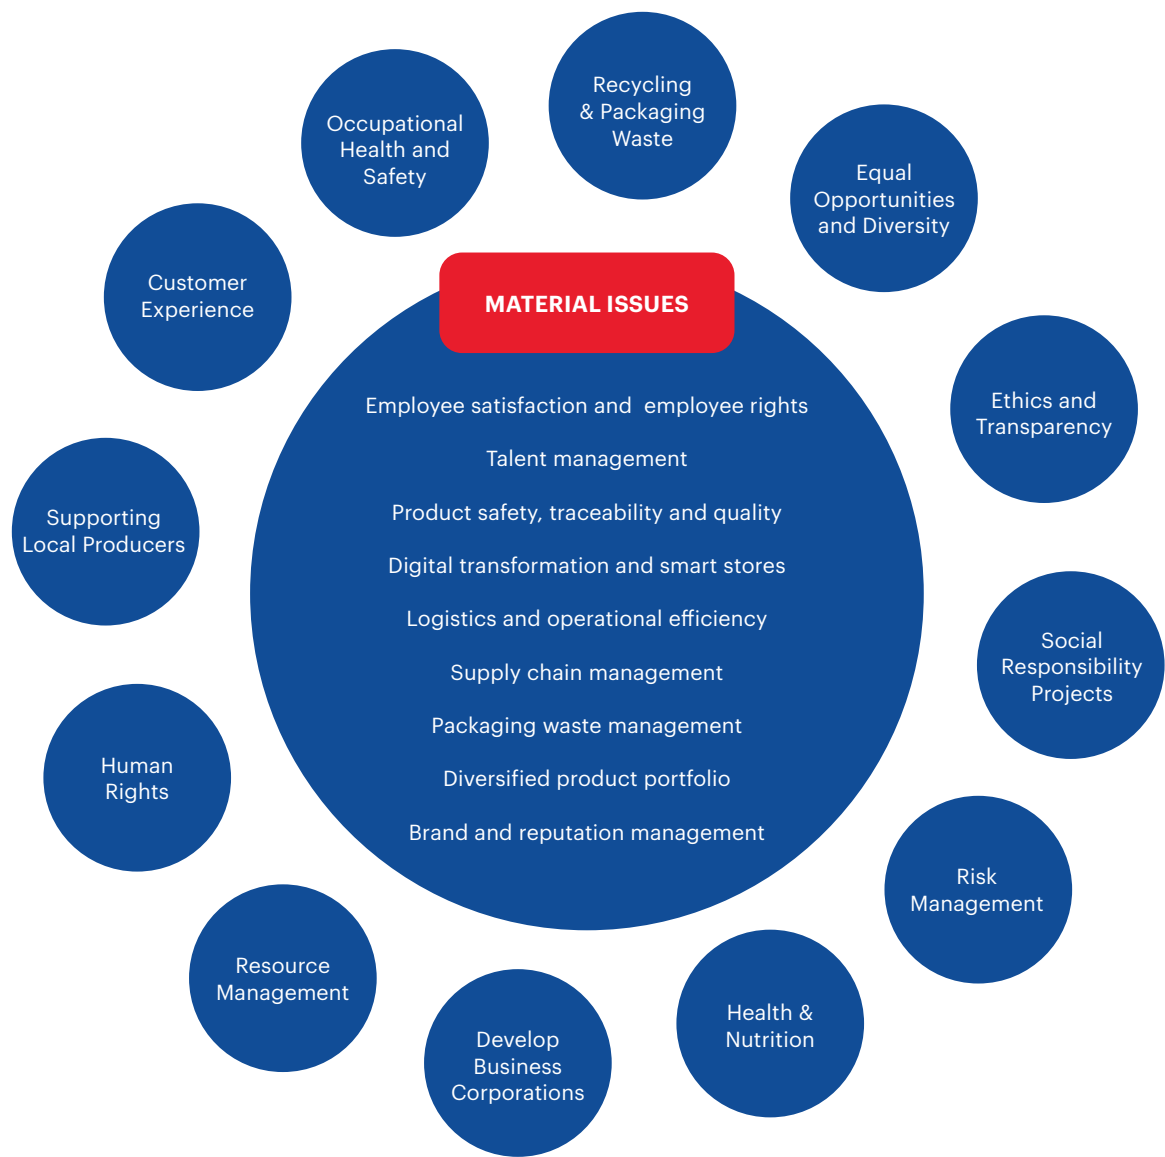 Recycling
& Packaging
Waste
Occupational
Health and
Safety
Equal
Opportunities
and Diversity
Customer
Experience
MATERIAL ISSUES
Employee satisfaction and  employee rights
Talent management
Product safety, traceability and quality
Digital transformation and smart stores
Logistics and operational efficiency
Supply chain management
Packaging waste management
Diversified product portfolio
Brand and reputation management
Ethics and
Transparency
Supporting
Local Producers
Social
Responsibility
Projects
Human
Rights
Risk
Management
Resource
Management
Health &
Nutrition
Develop
Business
Corporations